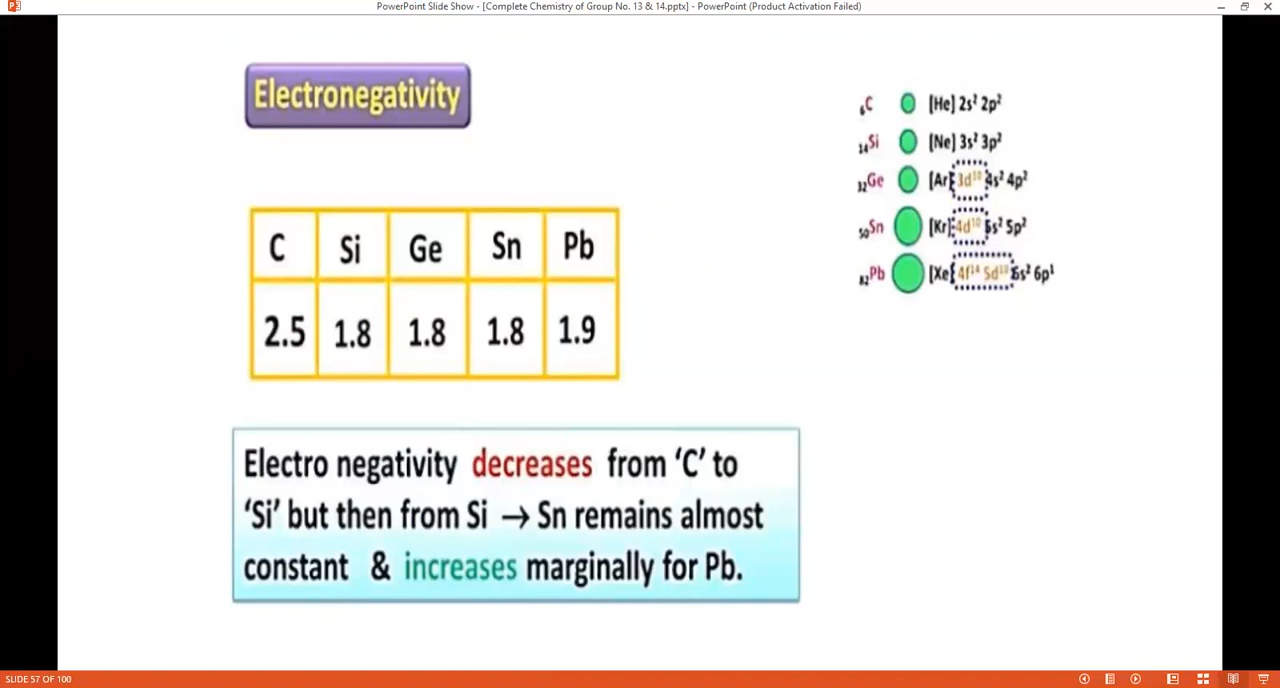 PowerPoint Slide Show - [Complete Chemistry of Group No. 13 & 14.pptx] - PowerPoint (Product Activation Failed)
Electronegativity
₆C [He] 2s² 2p²
₁₄Si [Ne] 3s² 3p²
₃₂Ge [Ar] 3d¹⁰ 4s² 4p²
₅₀Sn [Kr] 4d¹⁰ 5s² 5p²
₈₂Pb [Xe] 4f¹⁴ 5d¹⁰ 6s² 6p¹
C Si Ge Sn Pb
2.5 1.8 1.8 1.8 1.9
Electro negativity decreases from ‘C’ to
‘Si’ but then from Si → Sn remains almost
constant & increases marginally for Pb.
SLIDE 57 OF 100